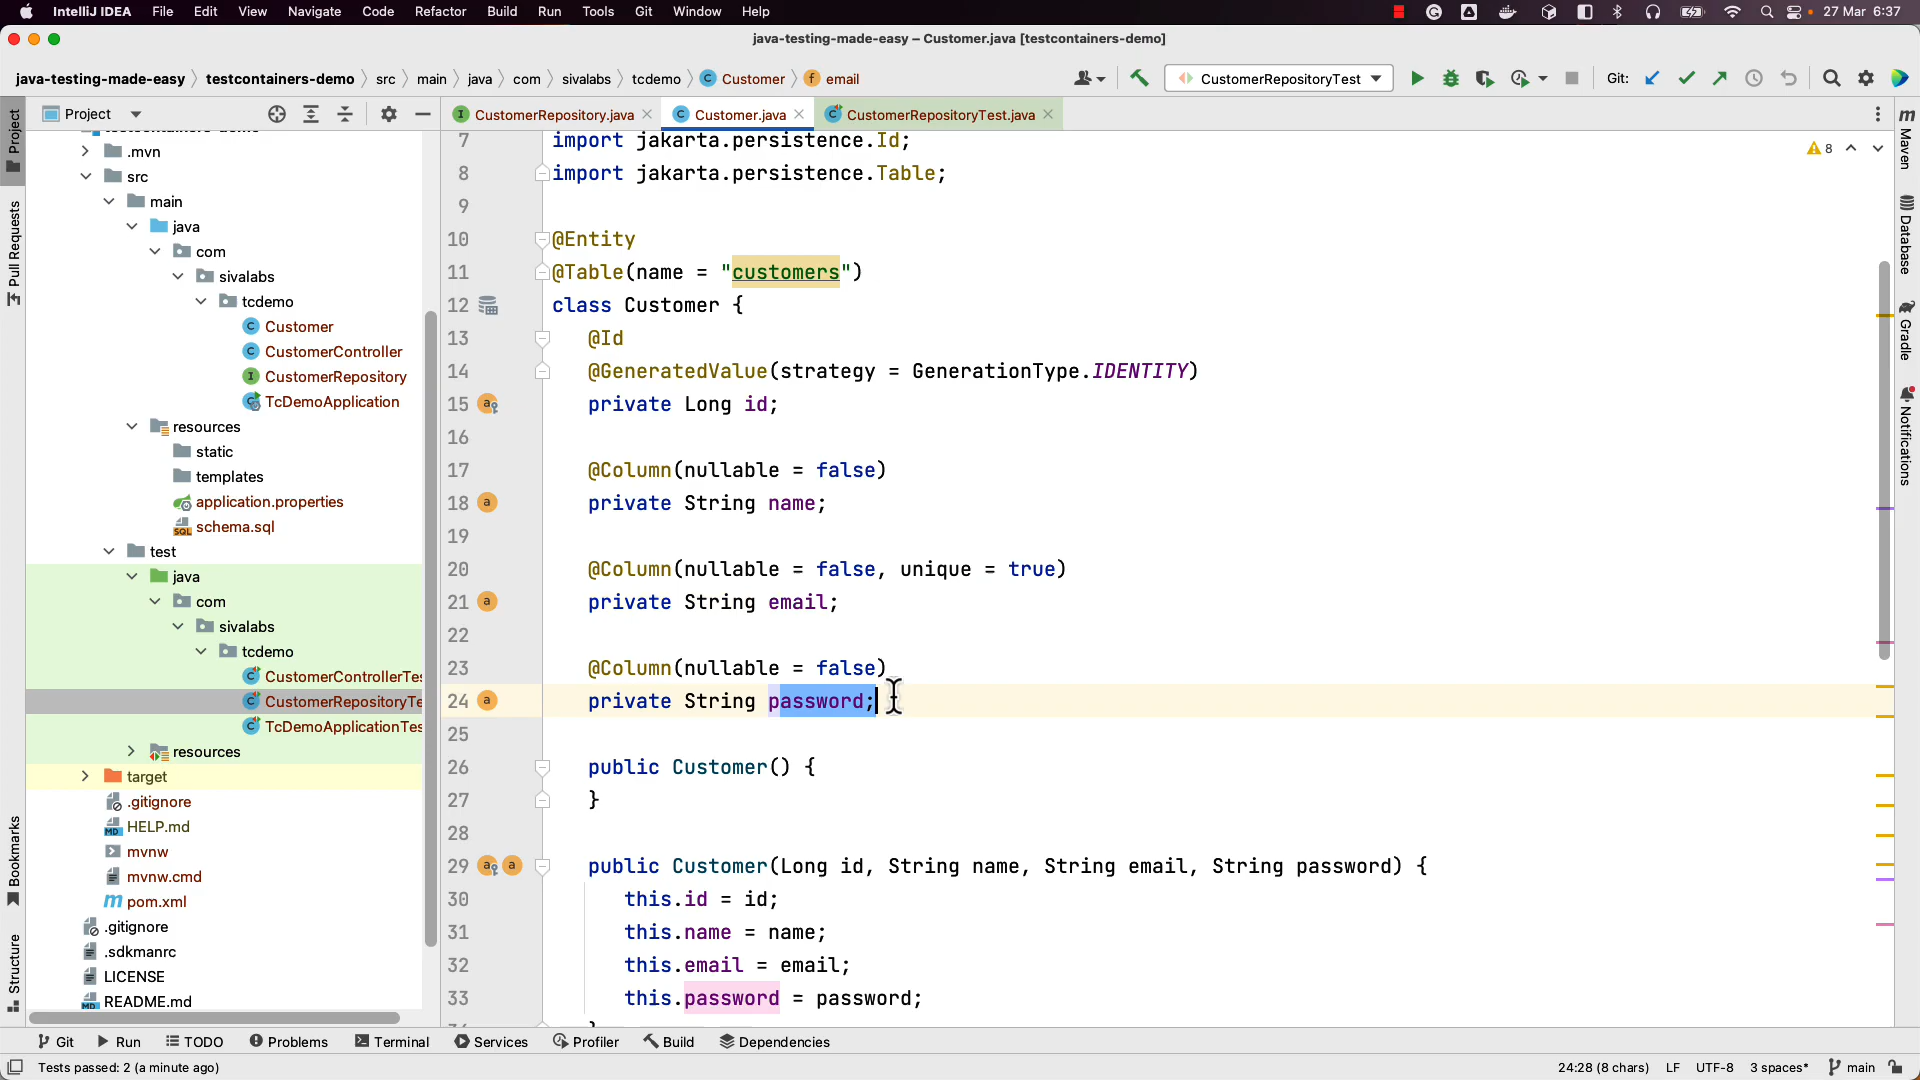 IntelliJ IDEA File Edit View Navigate Code Refactor Build Run Tools Git Window Help 27 Mar 6:37
java-testing-made-easy – Customer.java [testcontainers-demo]
java-testing-made-easy testcontainers-demo src main java com sivalabs tcdemo Customer email CustomerRepositoryTest Git:
Project CustomerRepository.java Customer.java CustomerRepositoryTest.java
.mvn
src
main
java
com
sivalabs
tcdemo
Customer
CustomerController
CustomerRepository
TcDemoApplication
resources
static
templates
application.properties
schema.sql
test
java
com
sivalabs
tcdemo
CustomerControllerTes
CustomerRepositoryTe
TcDemoApplicationTes
resources
target
.gitignore
HELP.md
mvnw
mvnw.cmd
pom.xml
.gitignore
.sdkmanrc
LICENSE
README.md
7 import jakarta.persistence.Id;
8 import jakarta.persistence.Table;
9
10 @Entity
11 @Table(name = "customers")
12 class Customer {
13 @Id
14 @GeneratedValue(strategy = GenerationType.IDENTITY)
15 private Long id;
16
17 @Column(nullable = false)
18 private String name;
19
20 @Column(nullable = false, unique = true)
21 private String email;
22
23 @Column(nullable = false)
24 private String password;
25
26 public Customer() {
27 }
28
29 public Customer(Long id, String name, String email, String password) {
30 this.id = id;
31 this.name = name;
32 this.email = email;
33 this.password = password;
8
Project
Pull Requests
Bookmarks
Structure
Maven
Database
Gradle
Notifications
Git Run TODO Problems Terminal Services Profiler Build Dependencies
Tests passed: 2 (a minute ago) 24:28 (8 chars) LF UTF-8 3 spaces* main